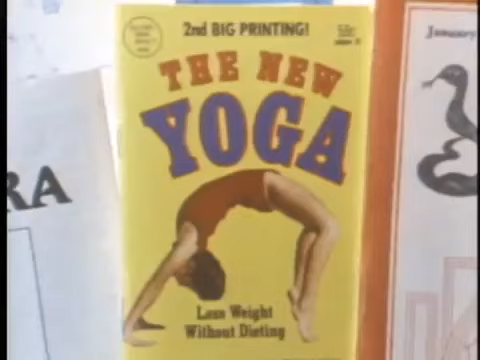 2nd BIG PRINTING!
THE NEW
YOGA
Lose Weight
Without Dieting
RA
January